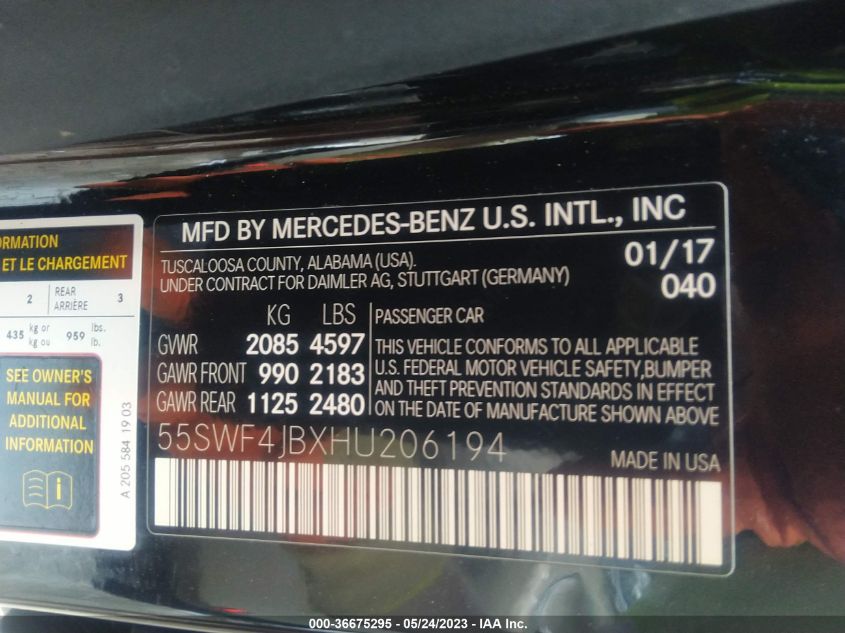 ORMATION
ET LE CHARGEMENT
2 REAR ARRIÈRE 3
435 kg or kg ou 959 lbs. lb.
SEE OWNER'S
MANUAL FOR
ADDITIONAL
INFORMATION
A 205 584 19 03
MFD BY MERCEDES-BENZ U.S. INTL., INC
TUSCALOOSA COUNTY, ALABAMA (USA). 01/17
UNDER CONTRACT FOR DAIMLER AG, STUTTGART (GERMANY) 040
KG LBS
GVWR 2085 4597
GAWR FRONT 990 2183
GAWR REAR 1125 2480
PASSENGER CAR
THIS VEHICLE CONFORMS TO ALL APPLICABLE
U.S. FEDERAL MOTOR VEHICLE SAFETY,BUMPER
AND THEFT PREVENTION STANDARDS IN EFFECT
ON THE DATE OF MANUFACTURE SHOWN ABOVE
55SWF4JBXHU206194
MADE IN USA
000-36675295 - 05/24/2023 - IAA Inc.